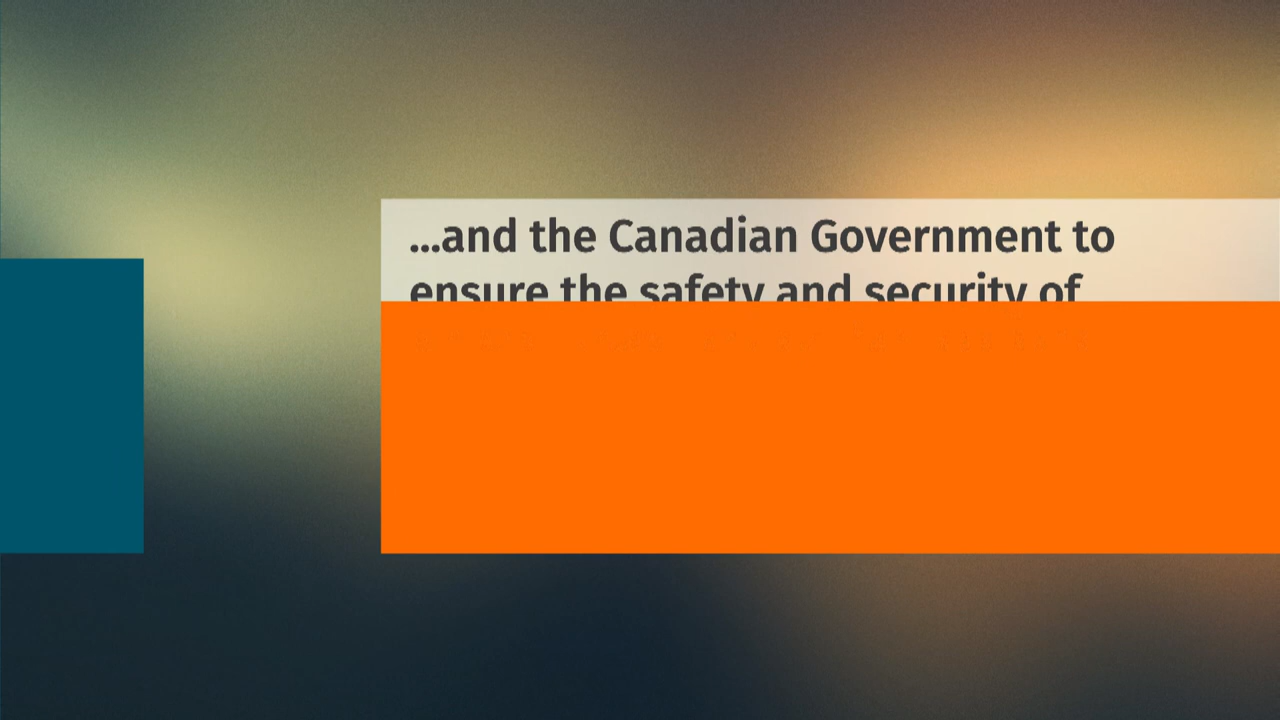 ...and the Canadian Government to
ensure the safety and security of